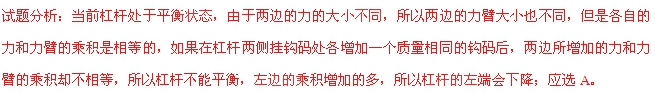 试题分析：当前杠杆处于平衡状态，由于两边的力的大小不同，所以两边的力臂大小也不同，但是各自的
力和力臂的乘积是相等的，如果在杠杆两侧挂钩码处各增加一个质量相同的钩码后，两边所增加的力和力
臂的乘积却不相等，所以杠杆不能平衡，左边的乘积增加的多，所以杠杆的左端会下降；应选 A。